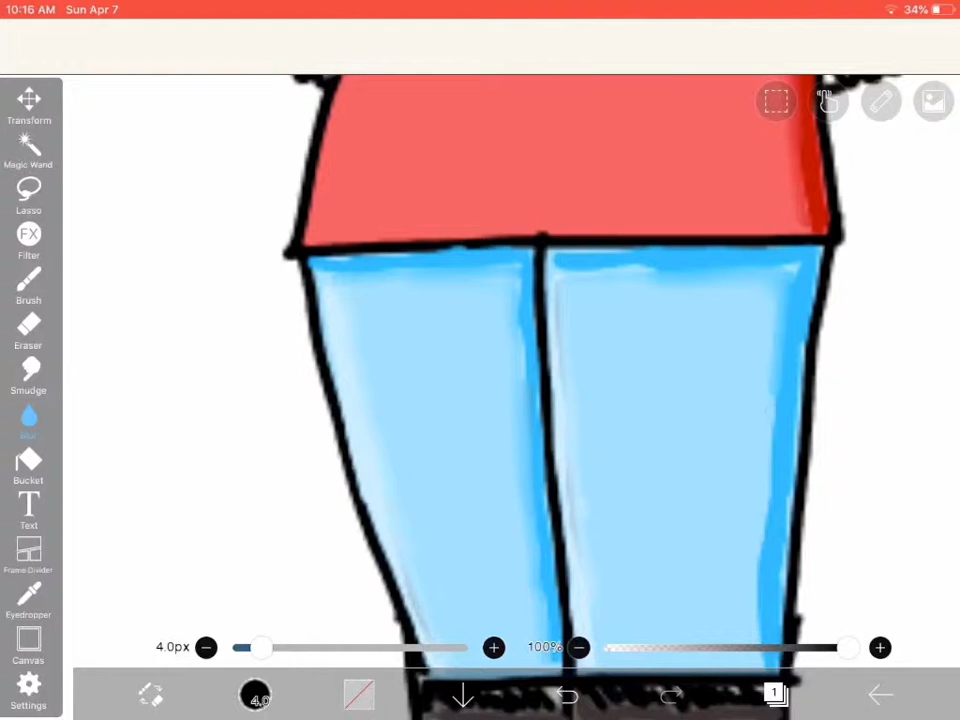 10:16 AM Sun Apr 7
34%
Transform
Magic Wand
Lasso
FX
Filter
Brush
Eraser
Smudge
Blur
Bucket
T
Text
Frame Divider
Eyedropper
Canvas
Settings
4.0px
100%
4.0
1